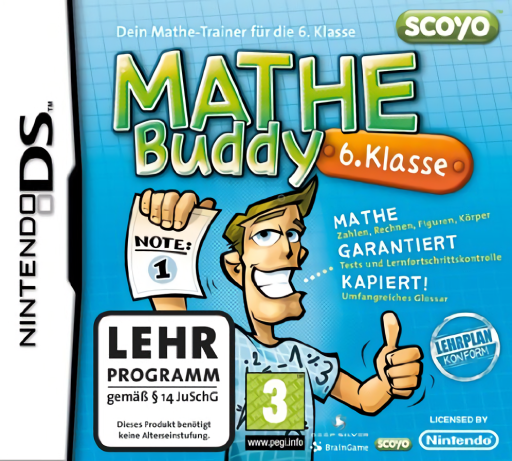 NINTENDO DS™
Dein Mathe-Trainer für die 6. Klasse
scoyo
MATHE
Buddy
6. Klasse
NOTE:
1
MATHE
Zahlen, Rechnen, Figuren, Körper
GARANTIERT
Tests und Lernfortschrittskontrolle
KAPIERT!
Umfangreiches Glossar
LEHRPLAN
KONFORM
LEHR
PROGRAMM
gemäß § 14 JuSchG
Dieses Produkt benötigt
keine Alterseinstufung.
3
www.pegi.info
BrainGame
scoyo
LICENSED BY
Nintendo